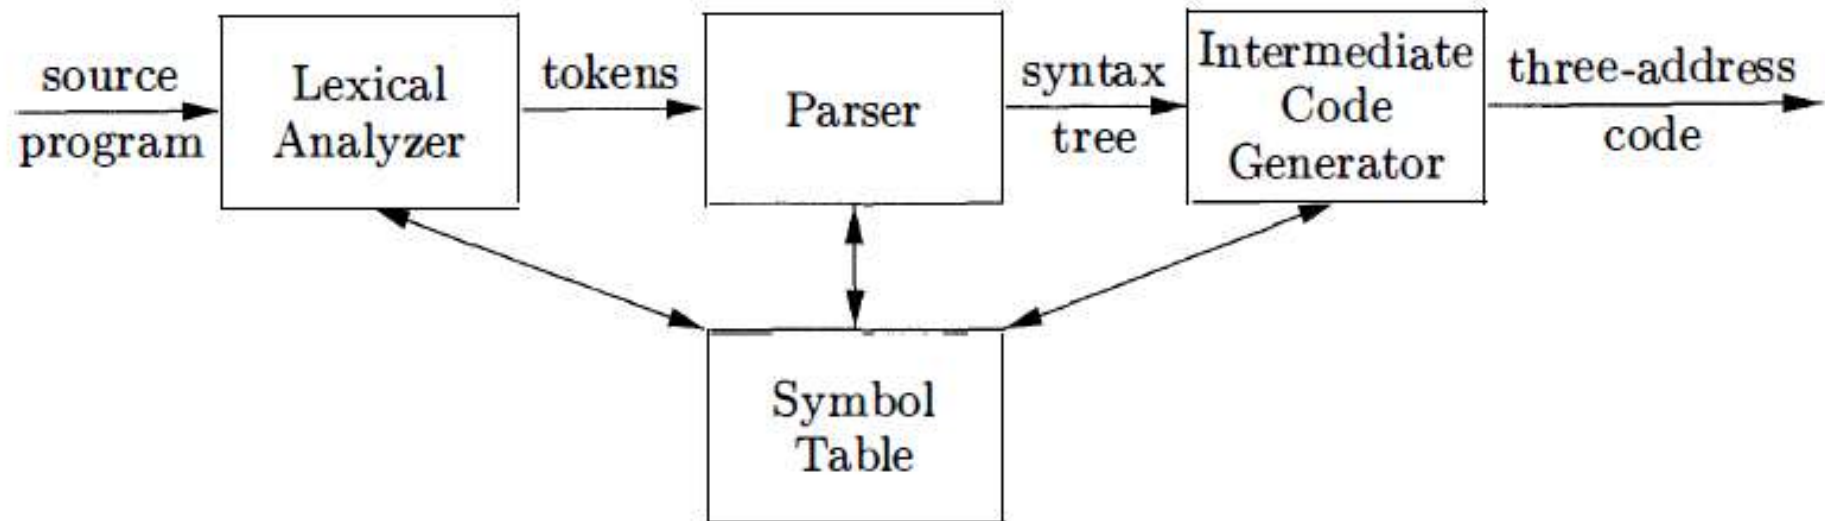 source
program
Lexical
Analyzer
tokens
Parser
syntax
tree
Intermediate
Code
Generator
three-address
code
Symbol
Table